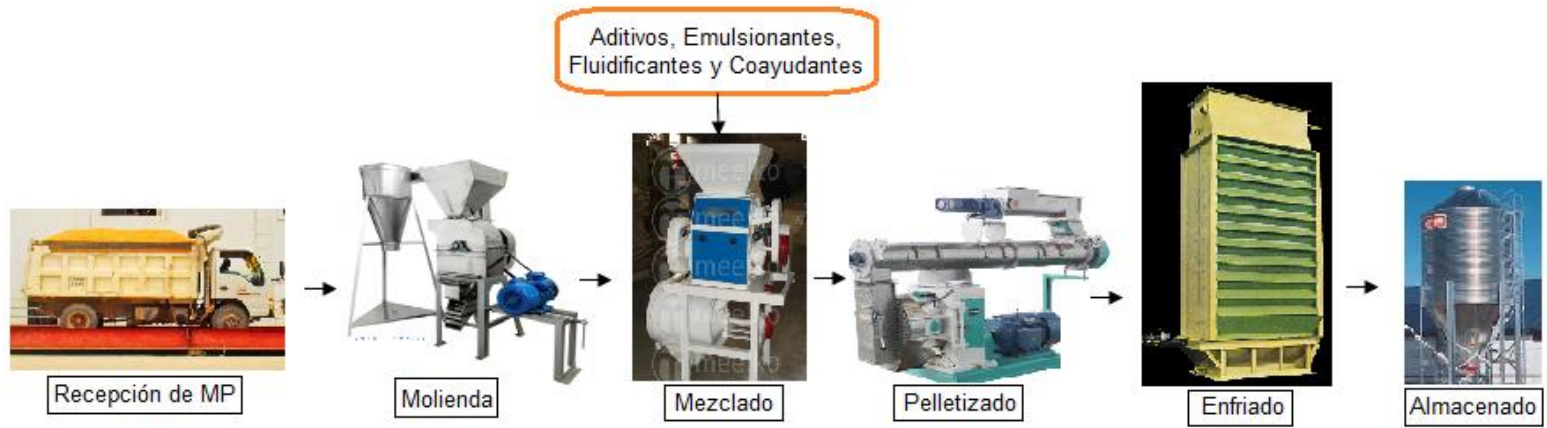 Aditivos, Emulsionantes,
Fluidificantes y Coayudantes
Recepción de MP
Molienda
Mezclado
Pelletizado
Enfriado
Almacenado